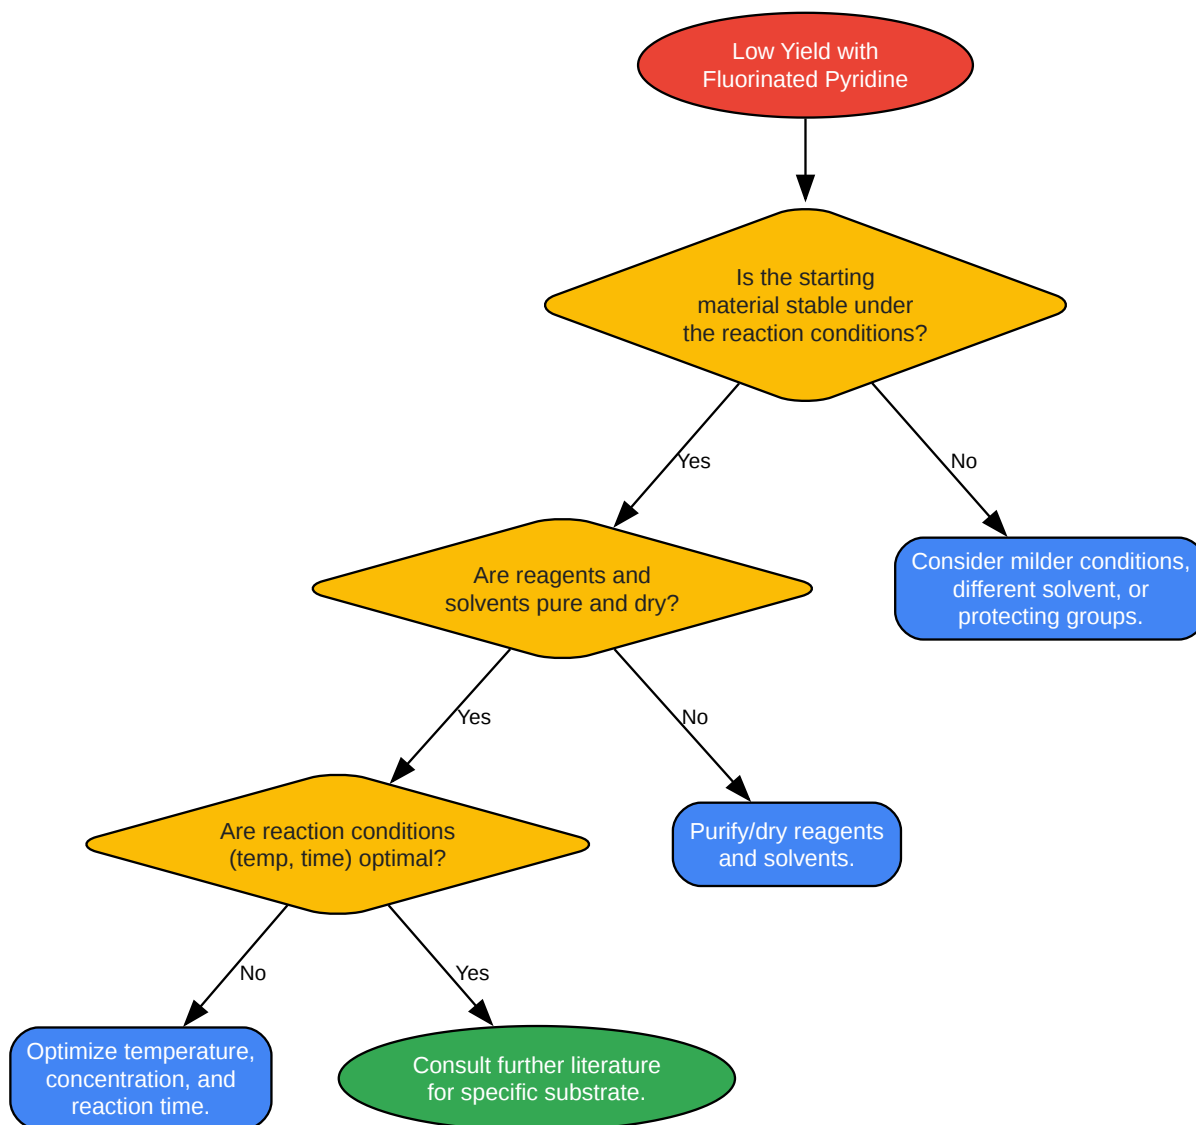 Low Yield with
Fluorinated Pyridine
Is the starting
material stable under
the reaction conditions?
Yes
No
Are reagents and
solvents pure and dry?
Consider milder conditions,
different solvent, or
protecting groups.
Yes
No
Are reaction conditions
(temp, time) optimal?
Purify/dry reagents
and solvents.
No
Yes
Optimize temperature,
concentration, and
reaction time.
Consult further literature
for specific substrate.